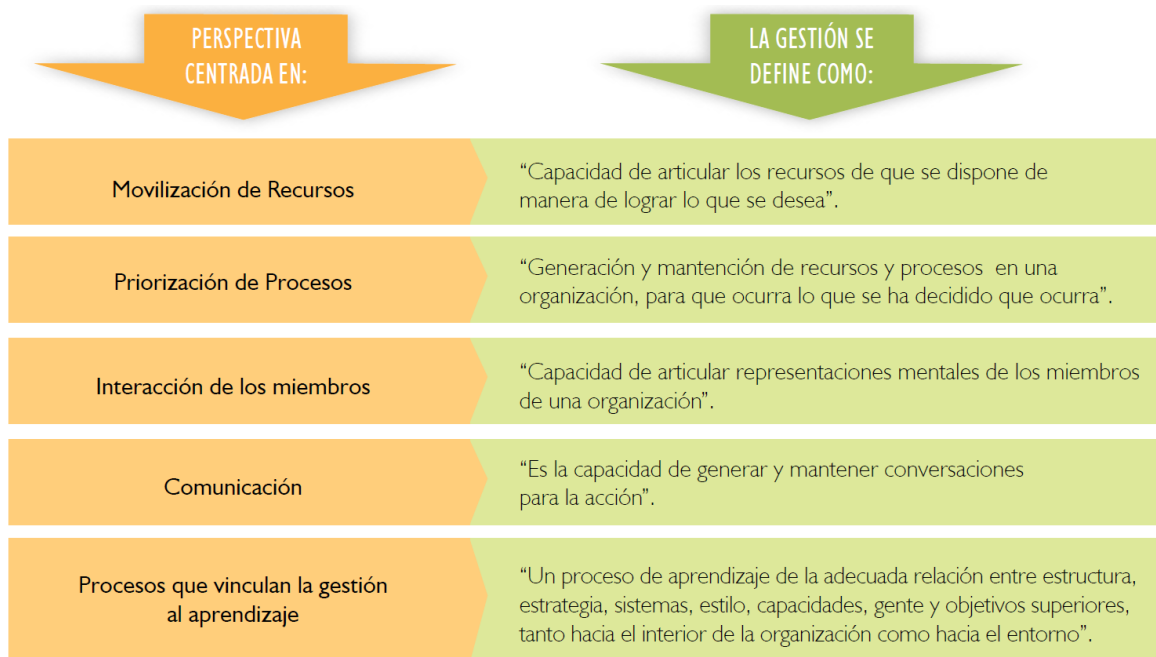 PERSPECTIVA
CENTRADA EN:
LA GESTIÓN SE
DEFINE COMO:
Movilización de Recursos
“Capacidad de articular los recursos de que se dispone de
manera de lograr lo que se desea”.
Priorización de Procesos
“Generación y mantención de recursos y procesos en una
organización, para que ocurra lo que se ha decidido que ocurra”.
Interacción de los miembros
“Capacidad de articular representaciones mentales de los miembros
de una organización”.
Comunicación
“Es la capacidad de generar y mantener conversaciones
para la acción”.
Procesos que vinculan la gestión
al aprendizaje
“Un proceso de aprendizaje de la adecuada relación entre estructura,
estrategia, sistemas, estilo, capacidades, gente y objetivos superiores,
tanto hacia el interior de la organización como hacia el entorno”.